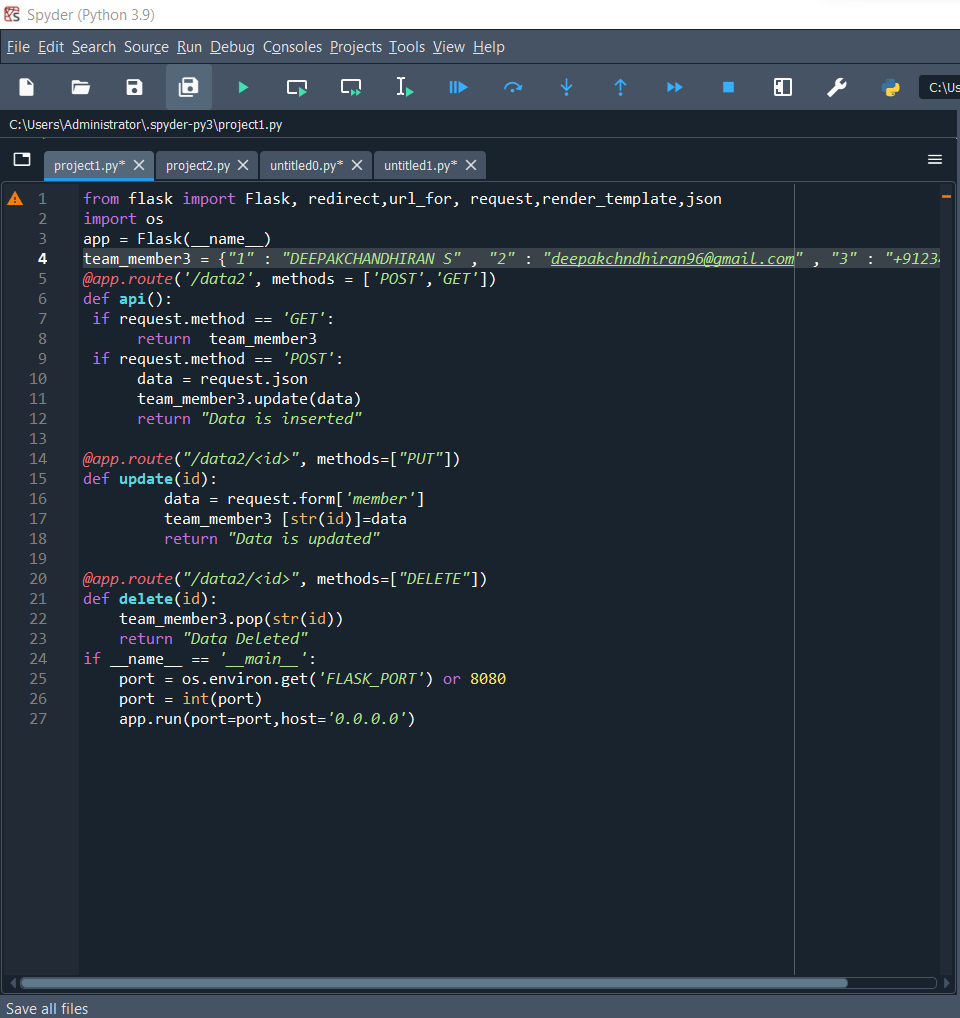 Spyder (Python 3.9)
File Edit Search Source Run Debug Consoles Projects Tools View Help
C:\Us
C:\Users\Administrator\.spyder-py3\project1.py
project1.py* project2.py untitled0.py* untitled1.py*
1 from flask import Flask, redirect,url_for, request,render_template,json
2 import os
3 app = Flask(__name__)
4 team_member3 = {"1" : "DEEPAKCHANDHIRAN S" , "2" : "deepakchndhiran96@gmail.com" , "3" : "+91234
5 @app.route('/data2', methods = ['POST','GET'])
6 def api():
7  if request.method == 'GET':
8       return  team_member3
9  if request.method == 'POST':
10       data = request.json
11       team_member3.update(data)
12       return "Data is inserted"
13
14 @app.route("/data2/<id>", methods=["PUT"])
15 def update(id):
16          data = request.form['member']
17          team_member3 [str(id)]=data
18          return "Data is updated"
19
20 @app.route("/data2/<id>", methods=["DELETE"])
21 def delete(id):
22     team_member3.pop(str(id))
23     return "Data Deleted"
24 if __name__ == '__main__':
25     port = os.environ.get('FLASK_PORT') or 8080
26     port = int(port)
27     app.run(port=port,host='0.0.0.0')
Save all files